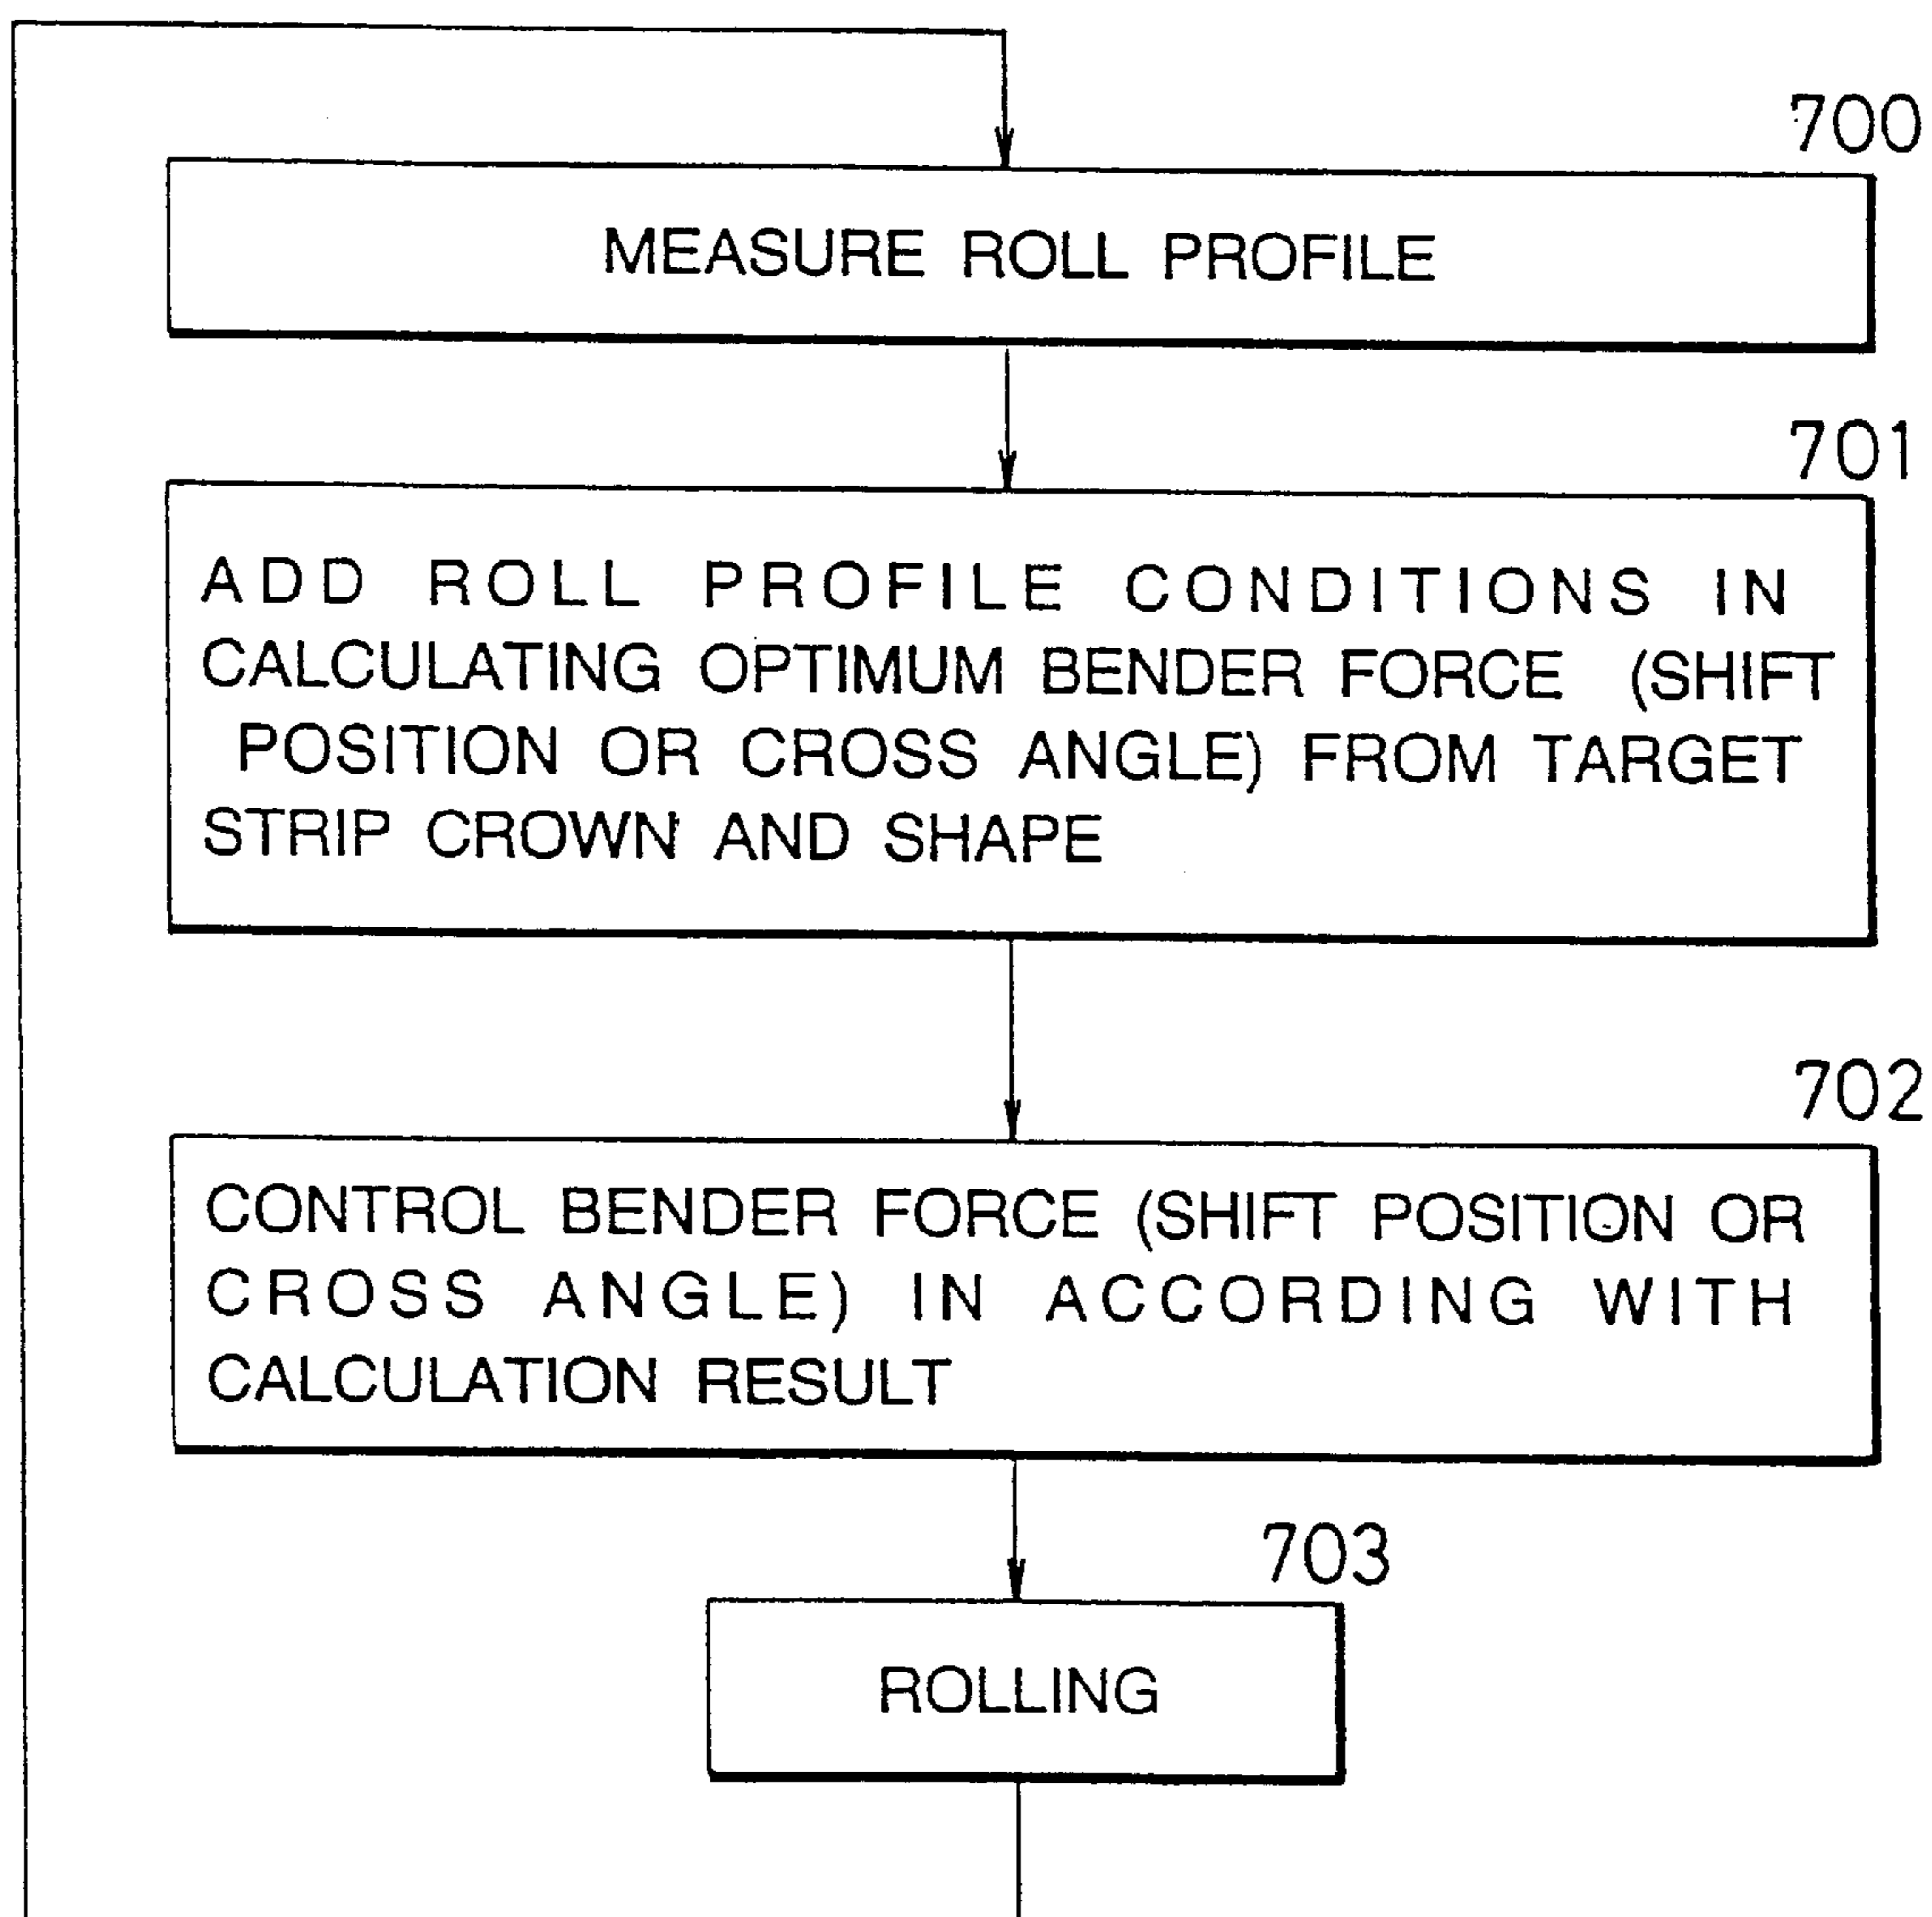 700
MEASURE ROLL PROFILE
701
ADD ROLL PROFILE CONDITIONS IN
CALCULATING OPTIMUM BENDER FORCE (SHIFT
POSITION OR CROSS ANGLE) FROM TARGET
STRIP CROWN AND SHAPE
702
CONTROL BENDER FORCE (SHIFT POSITION OR
CROSS ANGLE) IN ACCORDING WITH
CALCULATION RESULT
703
ROLLING